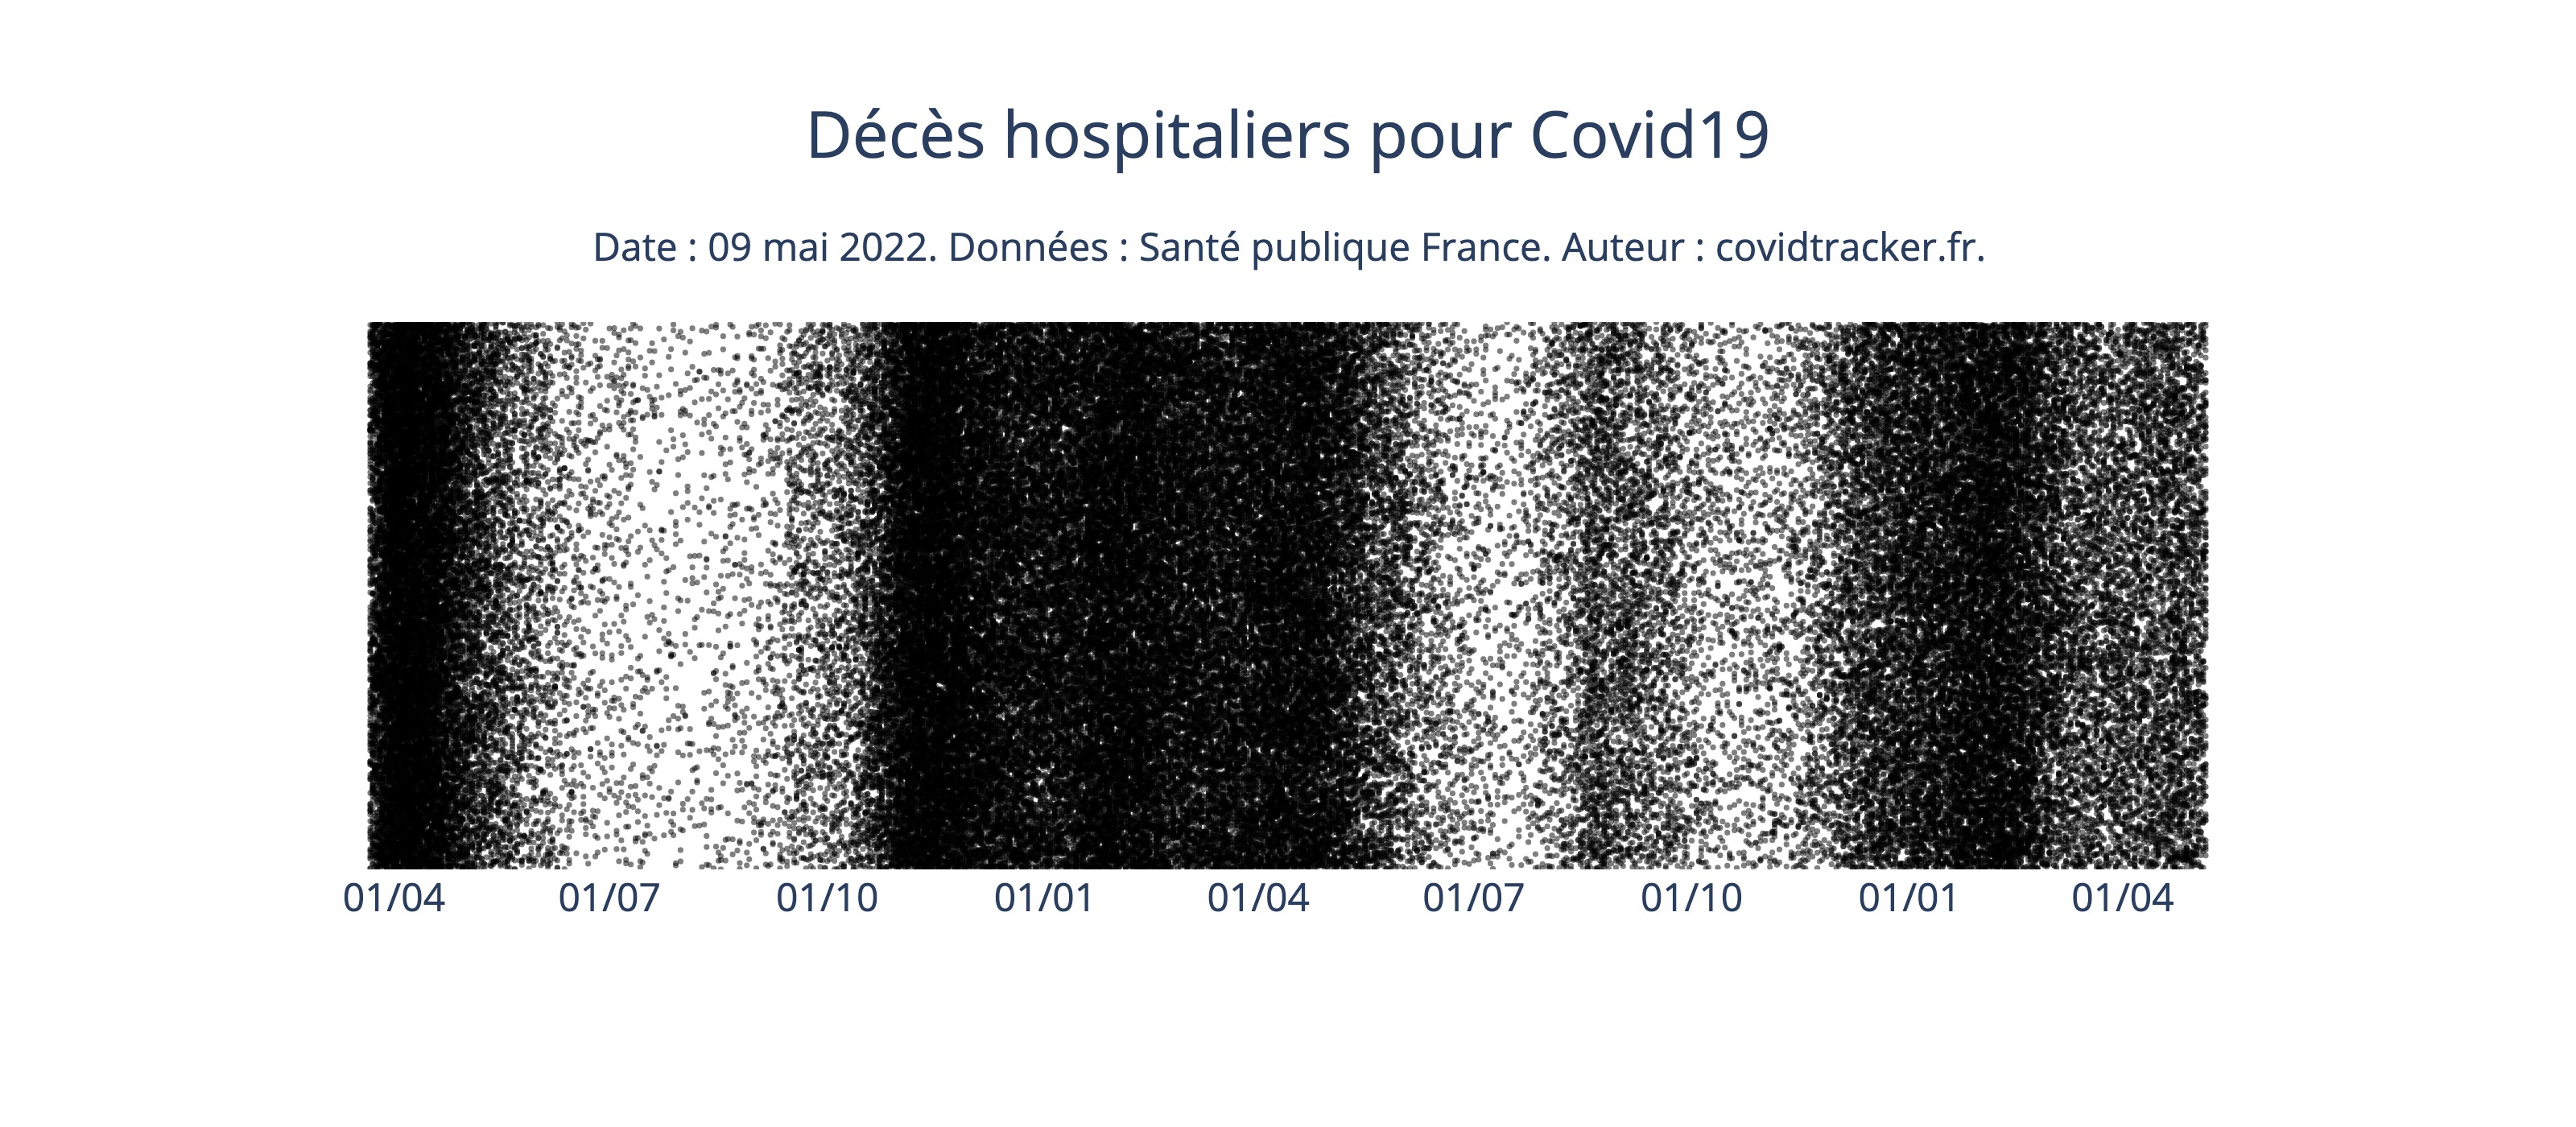 Décès hospitaliers pour Covid19
Date : 09 mai 2022. Données : Santé publique France. Auteur : covidtracker.fr.
01/04 01/07 01/10 01/01 01/04 01/07 01/10 01/01 01/04